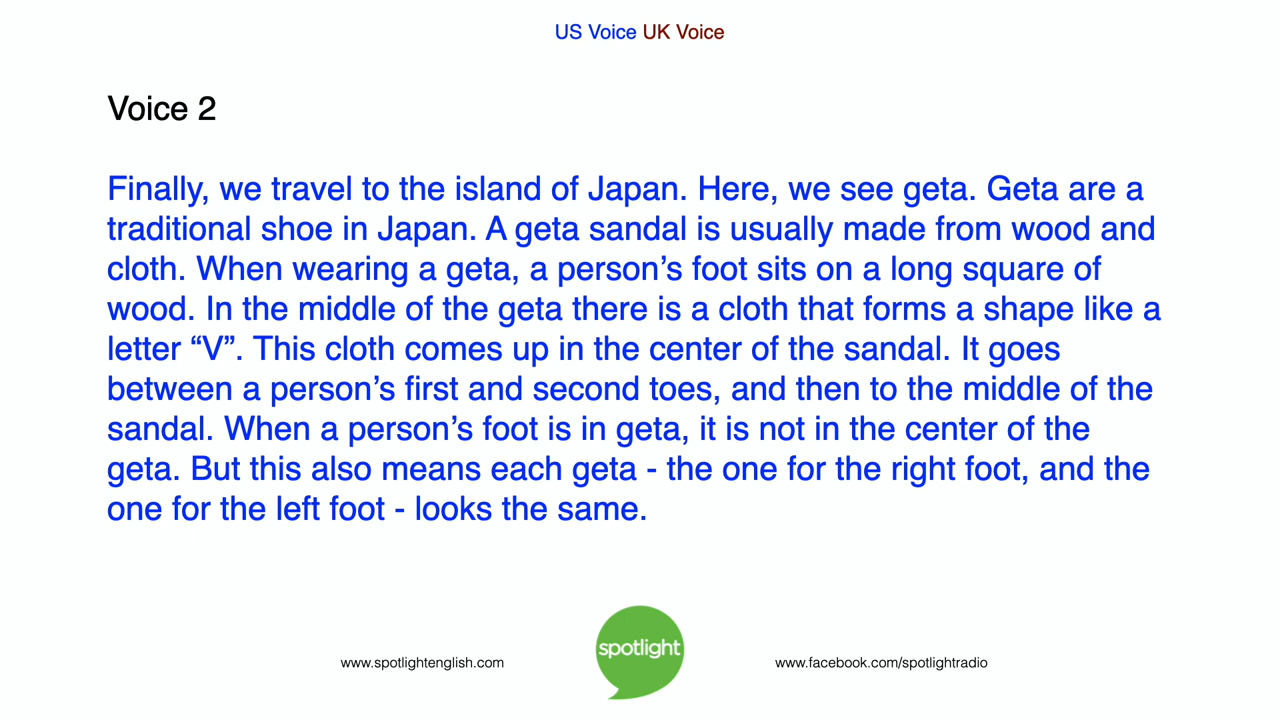 US Voice UK Voice
Voice 2
Finally, we travel to the island of Japan. Here, we see geta. Geta are a
traditional shoe in Japan. A geta sandal is usually made from wood and
cloth. When wearing a geta, a person’s foot sits on a long square of
wood. In the middle of the geta there is a cloth that forms a shape like a
letter “V”. This cloth comes up in the center of the sandal. It goes
between a person’s first and second toes, and then to the middle of the
sandal. When a person’s foot is in geta, it is not in the center of the
geta. But this also means each geta - the one for the right foot, and the
one for the left foot - looks the same.
www.spotlightenglish.com
spotlight
www.facebook.com/spotlightradio